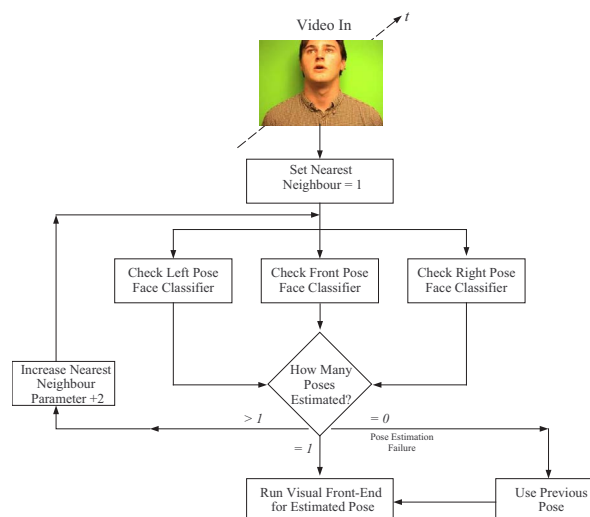 Video In
t
Set Nearest
Neighbour = 1
Check Left Pose
Face Classifier
Check Front Pose
Face Classifier
Check Right Pose
Face Classifier
How Many
Poses
Estimated?
Increase Nearest
Neighbour
Parameter +2
> 1
= 0
Pose Estimation
Failure
= 1
Run Visual Front-End
for Estimated Pose
Use Previous
Pose